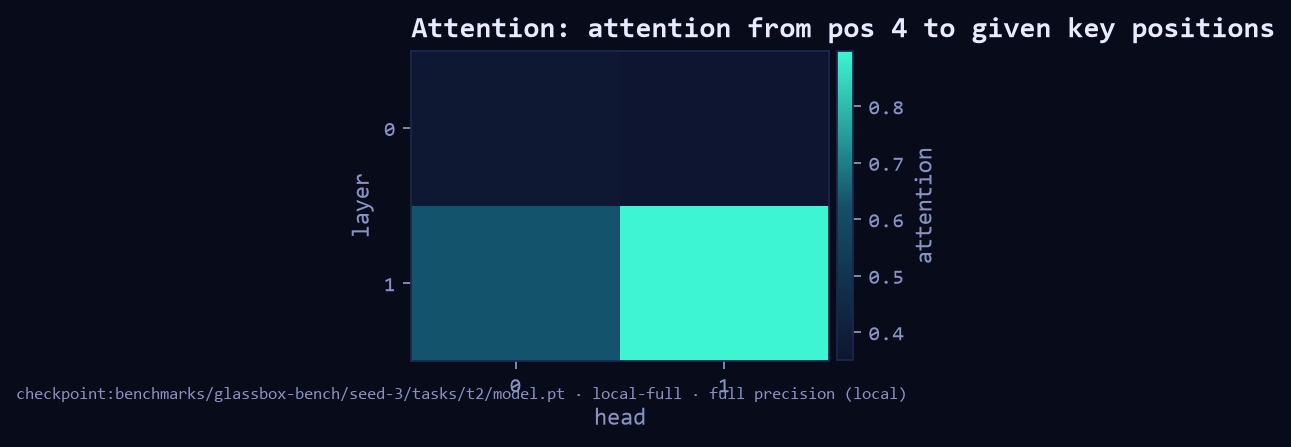 Attention: attention from pos 4 to given key positions
layer
0
1
0 1
head
0.8
0.7
0.6
0.5
0.4
attention
checkpoint:benchmarks/glassbox-bench/seed-3/tasks/t2/model.pt · local-full · full precision (local)